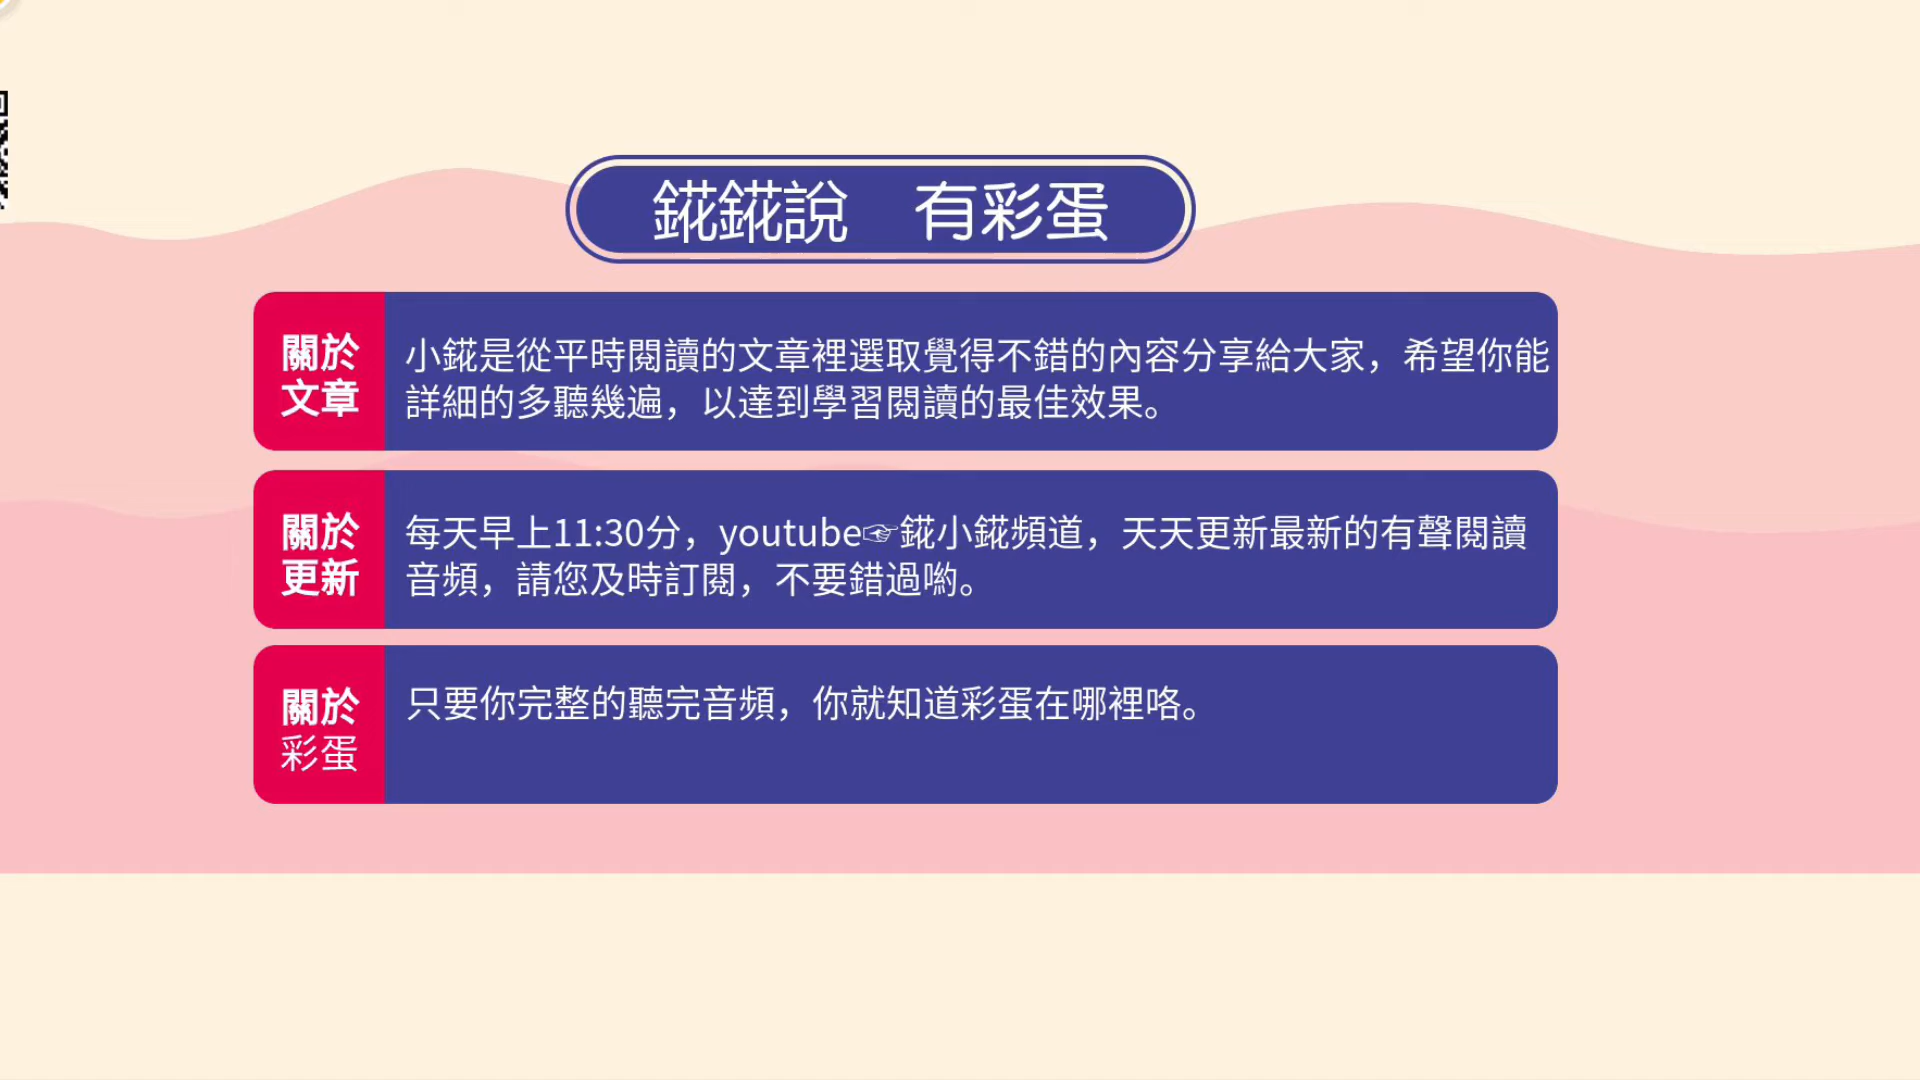 錵錵說　有彩蛋
關於
文章
小錵是從平時閱讀的文章裡選取覺得不錯的內容分享給大家，希望你能
詳細的多聽幾遍，以達到學習閱讀的最佳效果。
關於
更新
每天早上11:30分，youtube☞錵小錵頻道，天天更新最新的有聲閱讀
音頻，請您及時訂閱，不要錯過喲。
關於
彩蛋
只要你完整的聽完音頻，你就知道彩蛋在哪裡咯。